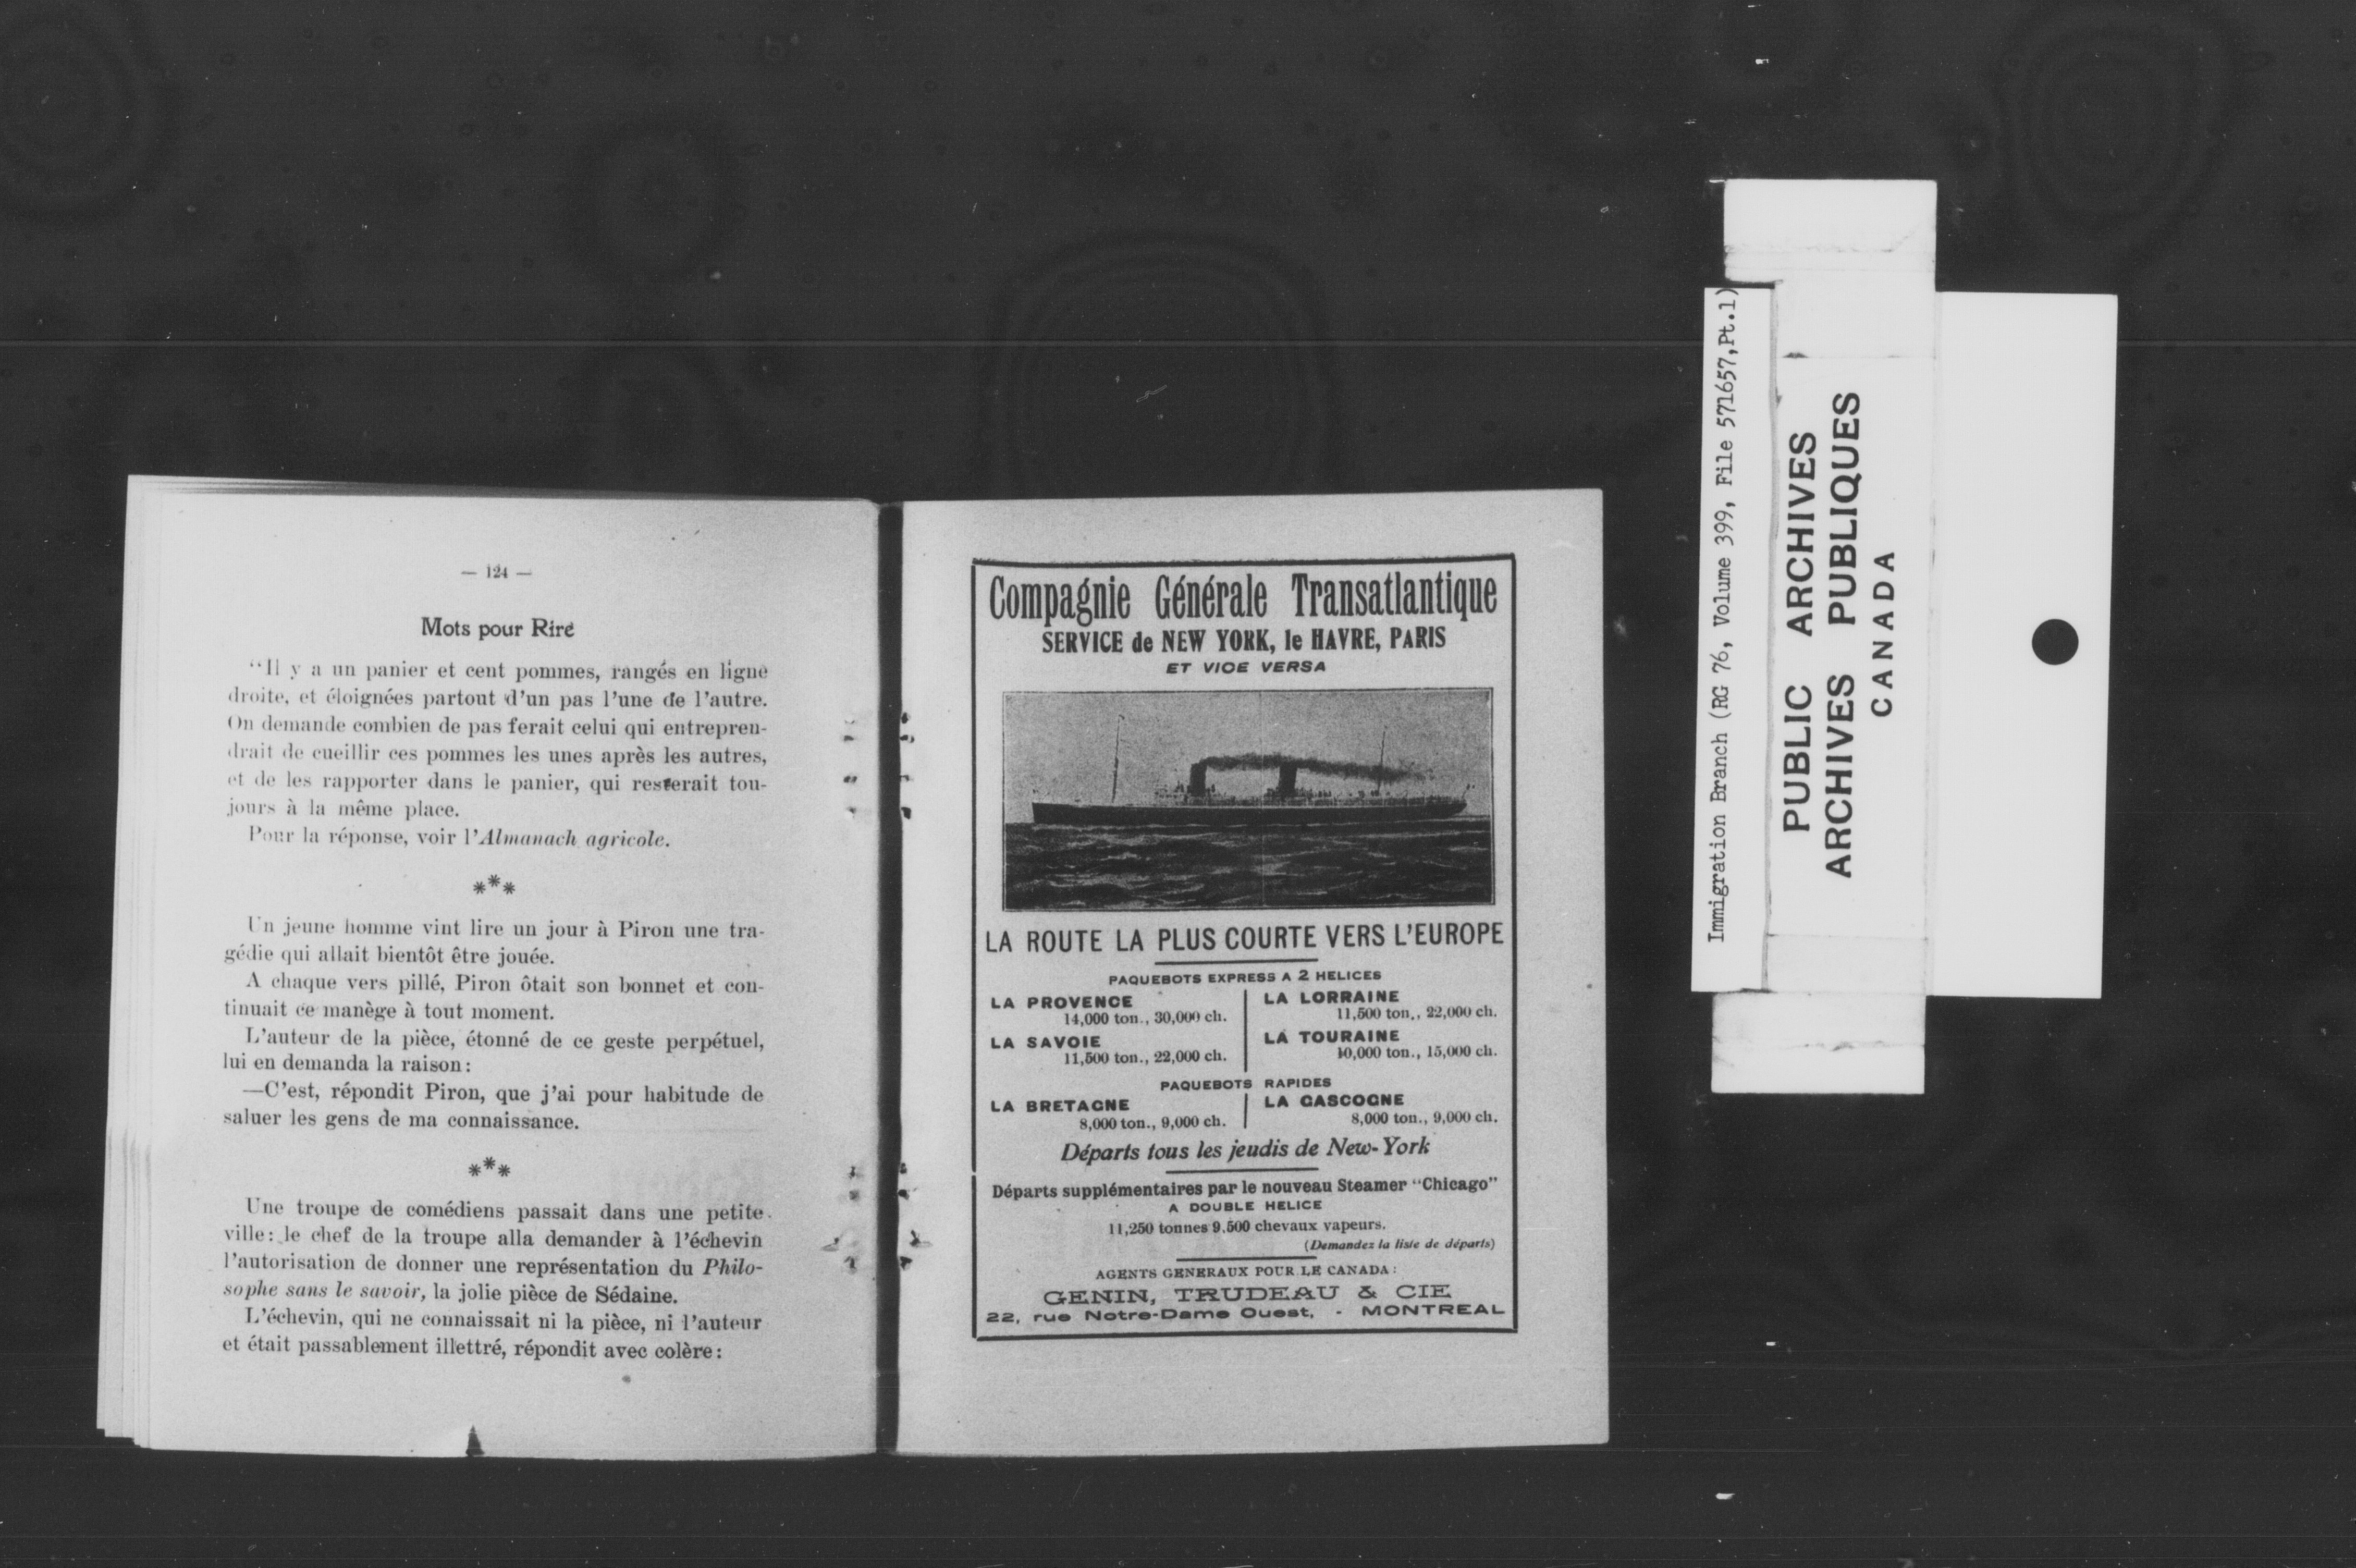 — 124 —
Mots pour Rire
“Il y a un panier et cent pommes, rangés en ligne
droite, et éloignées partout d’un pas l’une de l’autre.
On demande combien de pas ferait celui qui entrepren-
drait de cueillir ces pommes les unes après les autres,
et de les rapporter dans le panier, qui resterait tou-
jours à la même place.
Pour la réponse, voir l’Almanach agricole.
***
Un jeune homme vint lire un jour à Piron une tra-
gédie qui allait bientôt être jouée.
A chaque vers pillé, Piron ôtait son bonnet et con-
tinuait ce manège à tout moment.
L’auteur de la pièce, étonné de ce geste perpétuel,
lui en demanda la raison:
—C’est, répondit Piron, que j’ai pour habitude de
saluer les gens de ma connaissance.
***
Une troupe de comédiens passait dans une petite
ville: le chef de la troupe alla demander à l’échevin
l’autorisation de donner une représentation du Philo-
sophe sans le savoir, la jolie pièce de Sédaine.
L’échevin, qui ne connaissait ni la pièce, ni l’auteur
et était passablement illettré, répondit avec colère:
Compagnie Générale Transatlantique
SERVICE de NEW YORK, le HAVRE, PARIS
ET VICE VERSA
LA ROUTE LA PLUS COURTE VERS L’EUROPE
PAQUEBOTS EXPRESS A 2 HELICES
LA PROVENCE
14,000 ton., 30,000 ch.
LA SAVOIE
11,500 ton., 22,000 ch.
LA LORRAINE
11,500 ton., 22,000 ch.
LA TOURAINE
10,000 ton., 15,000 ch.
PAQUEBOTS RAPIDES
LA BRETAGNE
8,000 ton., 9,000 ch.
LA GASCOGNE
8,000 ton., 9,000 ch.
Départs tous les jeudis de New-York
Départs supplémentaires par le nouveau Steamer “Chicago”
A DOUBLE HELICE
11,250 tonnes 9,500 chevaux vapeurs.
(Demandez la liste de départs)
AGENTS GENERAUX POUR LE CANADA:
GENIN, TRUDEAU & CIE
22, rue Notre-Dame Ouest, - MONTREAL
Immigration Branch (RG 76, Volume 399, File 571657,Pt.1)
PUBLIC ARCHIVES
ARCHIVES PUBLIQUES
CANADA